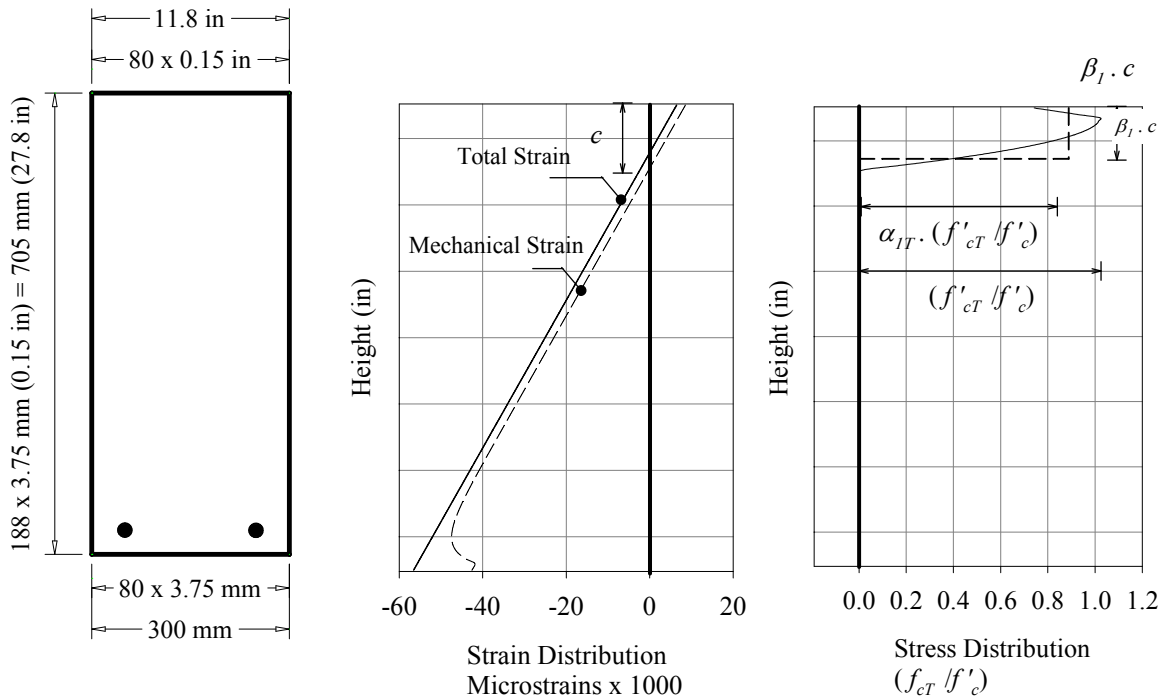 11.8 in
80 x 0.15 in
188 x 3.75 mm (0.15 in) = 705 mm (27.8 in)
80 x 3.75 mm
300 mm
c
Total Strain
Mechanical Strain
Height (in)
-60 -40 -20 0 20
Strain Distribution
Microstrains x 1000
β1 . c
β1 . c
α1T . (f'cT /f'c)
(f'cT /f'c)
Height (in)
0.0 0.2 0.4 0.6 0.8 1.0 1.2
Stress Distribution
(fcT /f'c)